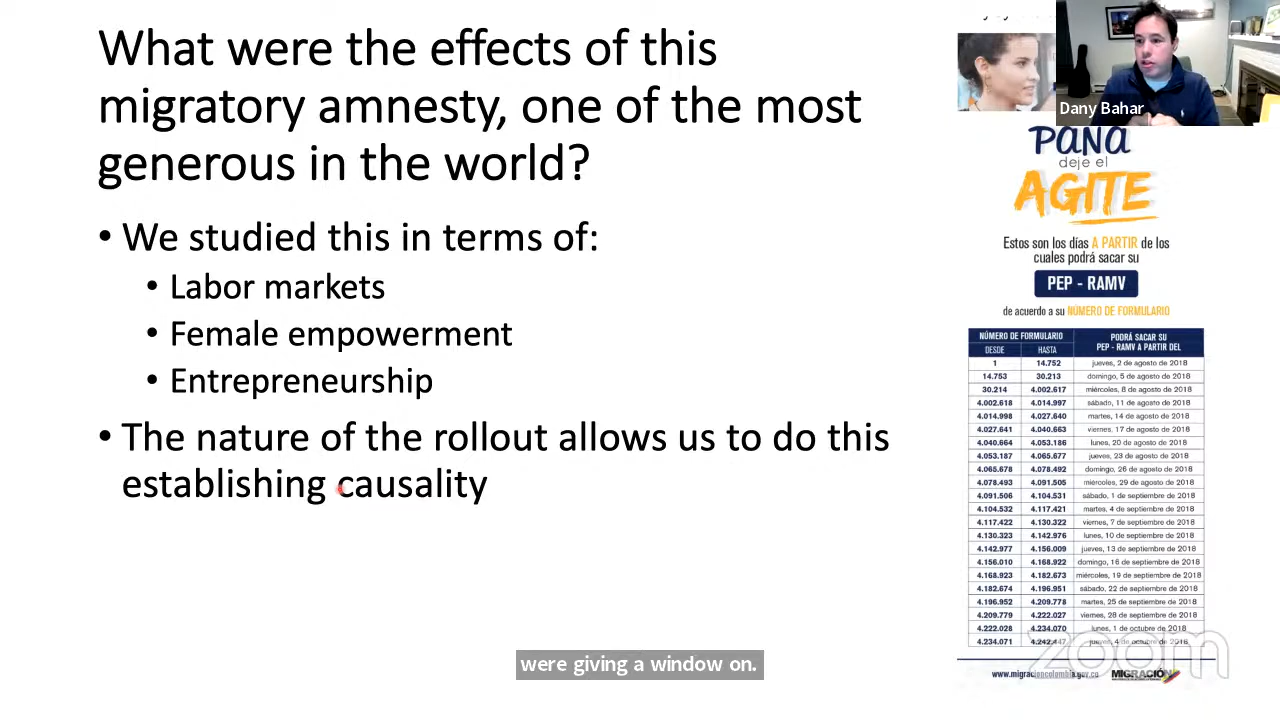 What were the effects of this
migratory amnesty, one of the most
generous in the world?
• We studied this in terms of:
• Labor markets
• Female empowerment
• Entrepreneurship
• The nature of the rollout allows us to do this
establishing causality
Dany Bahar
PANA
deje el
AGITE
Estos son los días A PARTIR de los
cuales podrá sacar su
PEP - RAMV
de acuerdo a su NÚMERO DE FORMULARIO
NÚMERO DE FORMULARIO PODRÁ SACAR SU
DESDE HASTA PEP - RAMV A PARTIR DEL
1 14.752 jueves, 2 de agosto de 2018
14.753 30.213 domingo, 5 de agosto de 2018
30.214 4.002.617 miércoles, 8 de agosto de 2018
4.002.618 4.014.997 sábado, 11 de agosto de 2018
4.014.998 4.027.640 martes, 14 de agosto de 2018
4.027.641 4.040.663 viernes, 17 de agosto de 2018
4.040.664 4.053.186 lunes, 20 de agosto de 2018
4.053.187 4.065.677 jueves, 23 de agosto de 2018
4.065.678 4.078.492 domingo, 26 de agosto de 2018
4.078.493 4.091.505 miércoles, 29 de agosto de 2018
4.091.506 4.104.531 sábado, 1 de septiembre de 2018
4.104.532 4.117.421 martes, 4 de septiembre de 2018
4.117.422 4.130.322 viernes, 7 de septiembre de 2018
4.130.323 4.142.976 lunes, 10 de septiembre de 2018
4.142.977 4.156.009 jueves, 13 de septiembre de 2018
4.156.010 4.168.922 domingo, 16 de septiembre de 2018
4.168.923 4.182.673 miércoles, 19 de septiembre de 2018
4.182.674 4.196.951 sábado, 22 de septiembre de 2018
4.196.952 4.209.778 martes, 25 de septiembre de 2018
4.209.779 4.222.027 viernes, 28 de septiembre de 2018
4.222.028 4.234.070 lunes, 1 de octubre de 2018
4.234.071 4.242.447 jueves, 4 de octubre de 2018
zoom
www.migracioncolombia.gov.co MIGRACIÓN
were giving a window on.